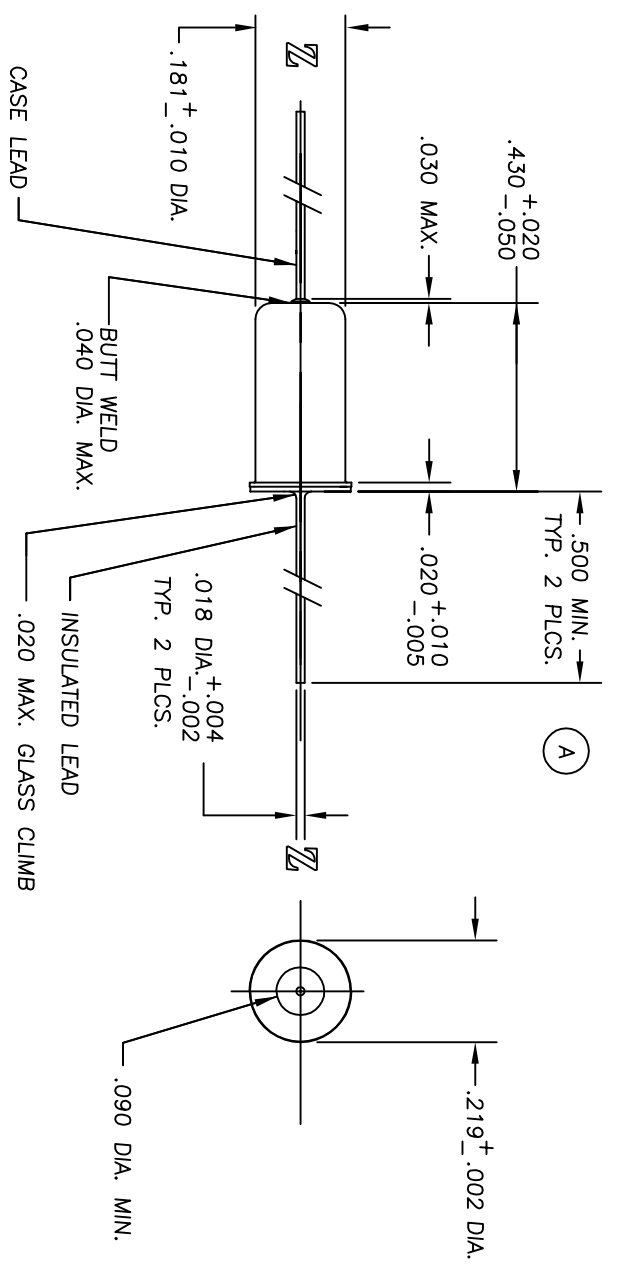 .500 MIN.
TYP. 2 PLCS.
A
.430 +.020
-.050
.030 MAX.
.020 +.010
-.005
.219 ± .002 DIA.
.181 ± .010 DIA.
.018 DIA. +.004
-.002
TYP. 2 PLCS.
.090 DIA. MIN.
BUTT WELD
.040 DIA. MAX.
INSULATED LEAD
CASE LEAD
.020 MAX. GLASS CLIMB